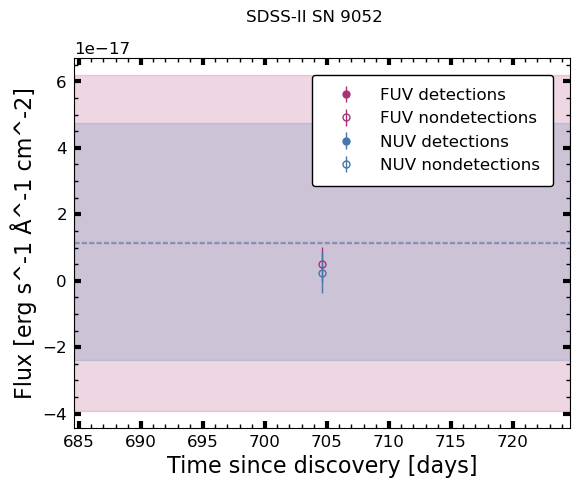 SDSS-II SN 9052
1e−17
6
4
2
0
−2
−4
Flux [erg s^-1 Å^-1 cm^-2]
FUV detections
FUV nondetections
NUV detections
NUV nondetections
685 690 695 700 705 710 715 720
Time since discovery [days]